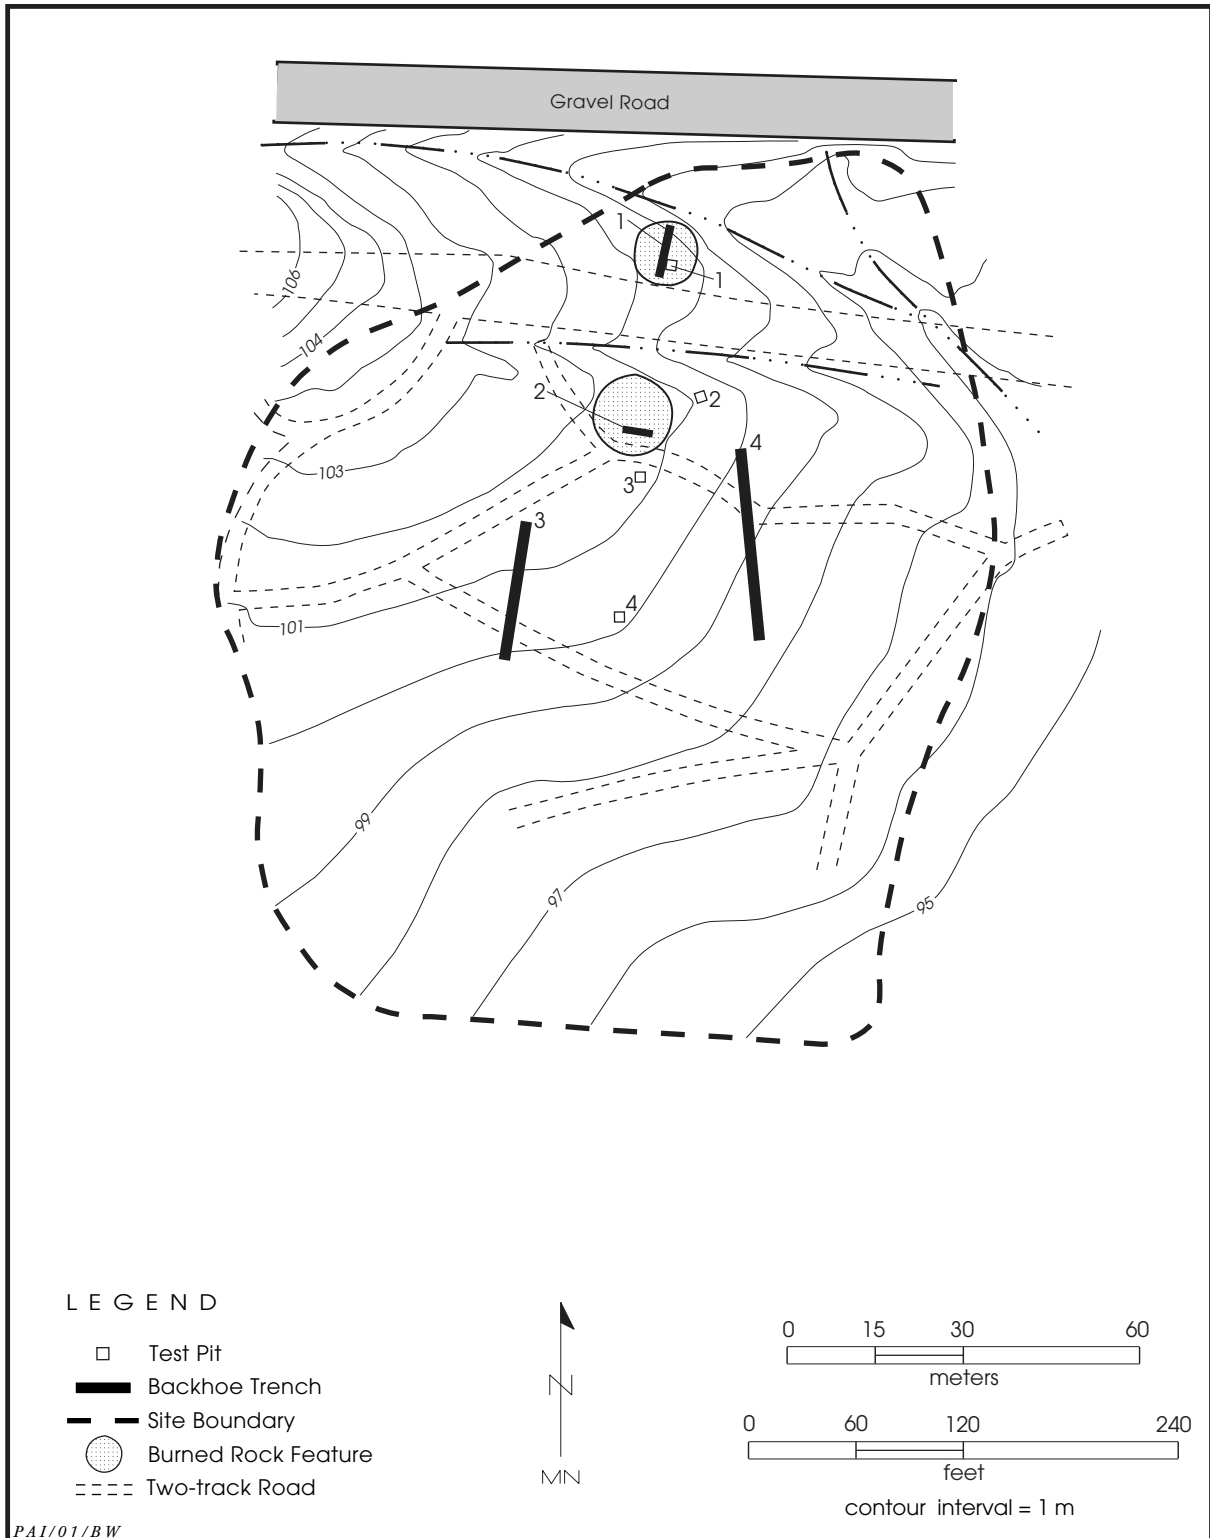 Gravel Road
1
1
106
104
2
2
4
103
3
3
4
101
99
97
95
LEGEND
Test Pit
Backhoe Trench
Site Boundary
Burned Rock Feature
Two-track Road
N
MN
0 15 30 60
meters
0 60 120 240
feet
contour interval = 1 m
PAI/01/BW